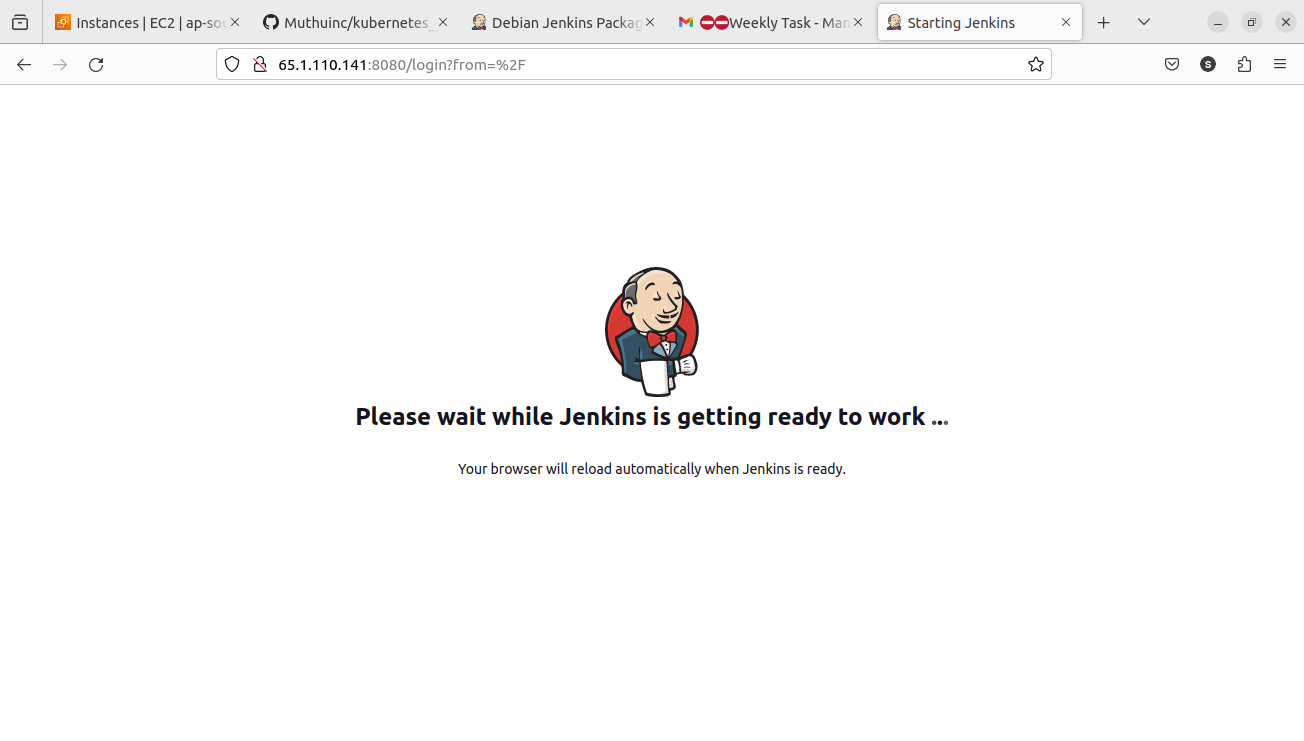 Instances | EC2 | ap-sou
Muthuinc/kubernetes_
Debian Jenkins Packag
⛔⛔Weekly Task - Man
Starting Jenkins
65.1.110.141:8080/login?from=%2F
S
Please wait while Jenkins is getting ready to work ...
Your browser will reload automatically when Jenkins is ready.